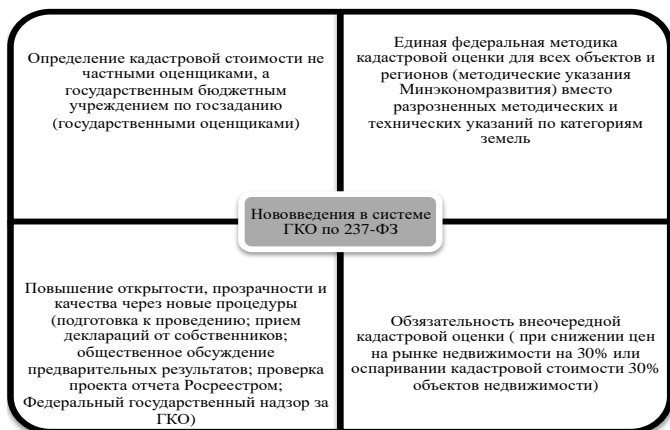 Определение кадастровой стоимости не
частными оценщиками, а
государственным бюджетным
учреждением по госзаданию
(государственными оценщиками)
Единая федеральная методика
кадастровой оценки для всех объектов и
регионов (методические указания
Минэкономразвития) вместо
разрозненных методических и
технических указаний по категориям
земель
Нововведения в системе
ГКО по 237-ФЗ
Повышение открытости, прозрачности и
качества через новые процедуры
(подготовка к проведению; прием
деклараций от собственников;
общественное обсуждение
предварительных результатов; проверка
проекта отчета Росреестром;
Федеральный государственный надзор за
ГКО)
Обзязательность внеочередной
кадастровой оценки ( при снижении цен
на рынке недвижимости на 30% или
оспаривании кадастровой стоимости 30%
объектов недвижимости)